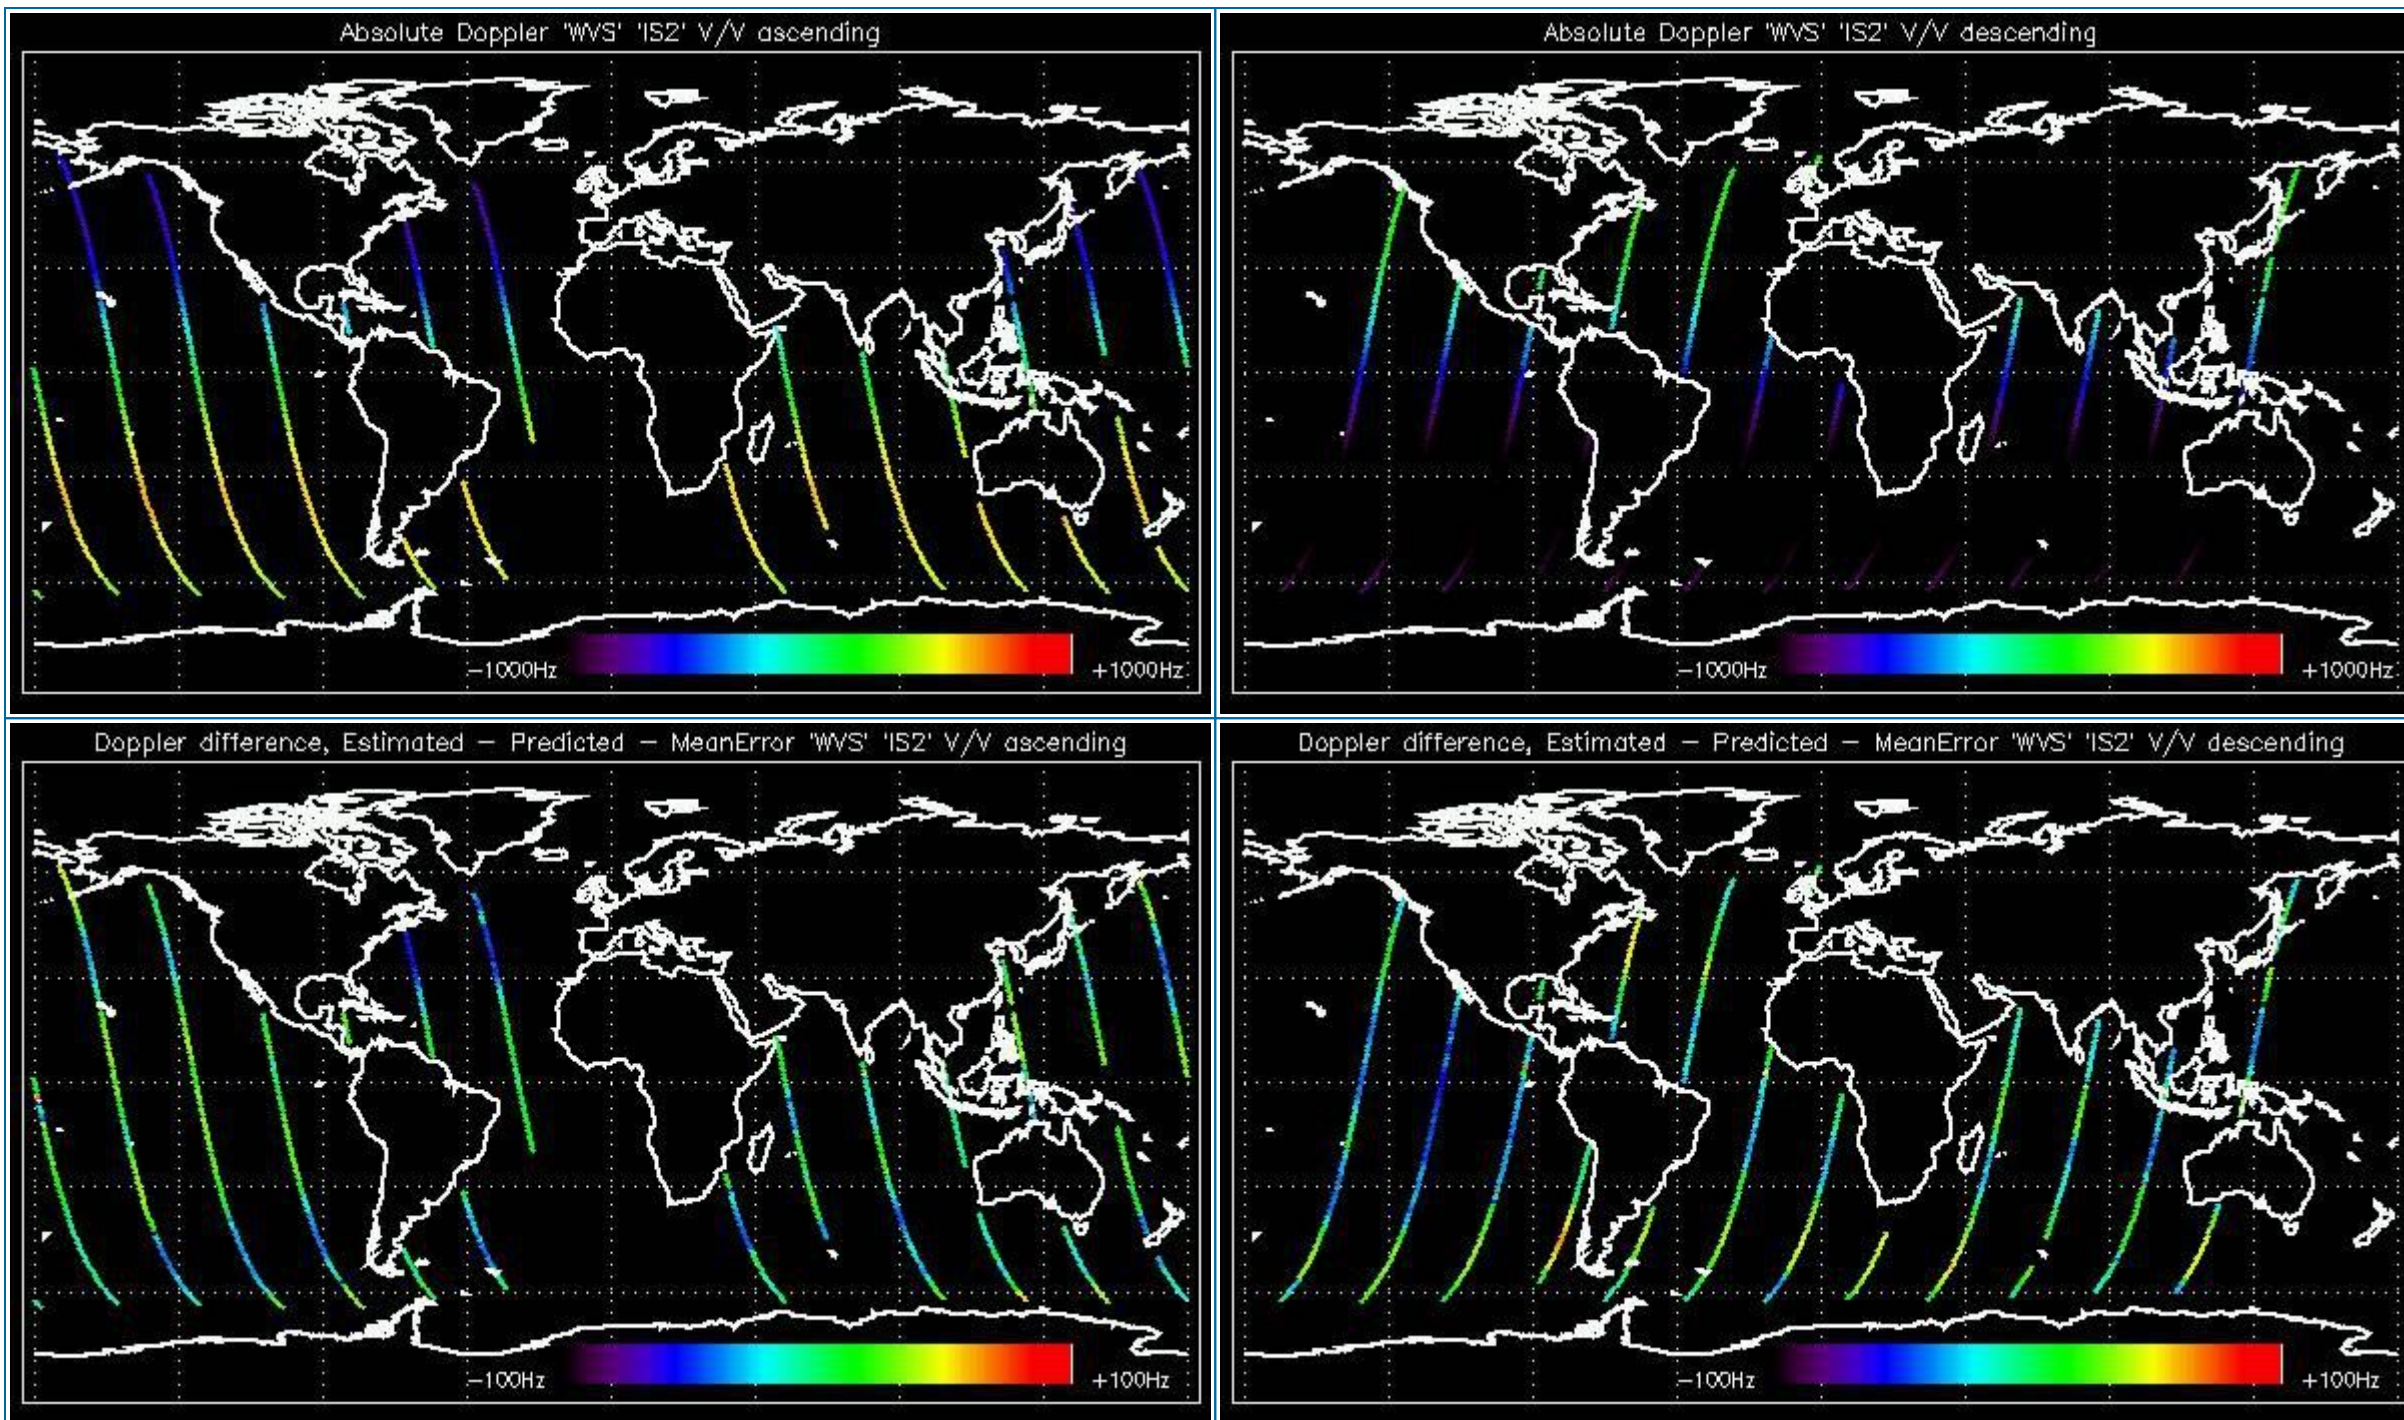 Absolute Doppler 'WVS' 'IS2' V/V ascending
-1000Hz
+1000Hz
Absolute Doppler 'WVS' 'IS2' V/V descending
-1000Hz
+1000Hz
Doppler difference, Estimated - Predicted - MeanError 'WVS' 'IS2' V/V ascending
-100Hz
+100Hz
Doppler difference, Estimated - Predicted - MeanError 'WVS' 'IS2' V/V descending
-100Hz
+100Hz